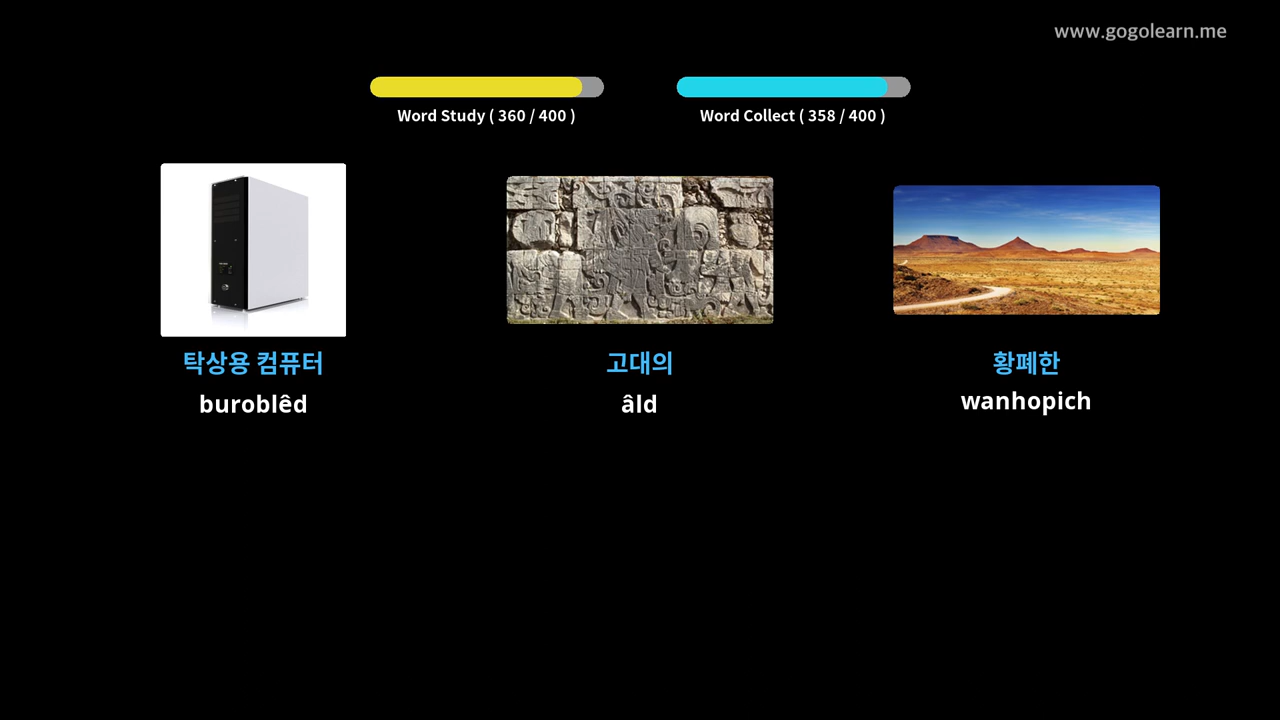 www.gogolearn.me
Word Study ( 360 / 400 )
Word Collect ( 358 / 400 )
탁상용 컴퓨터
buroblêd
고대의
âld
황폐한
wanhopich